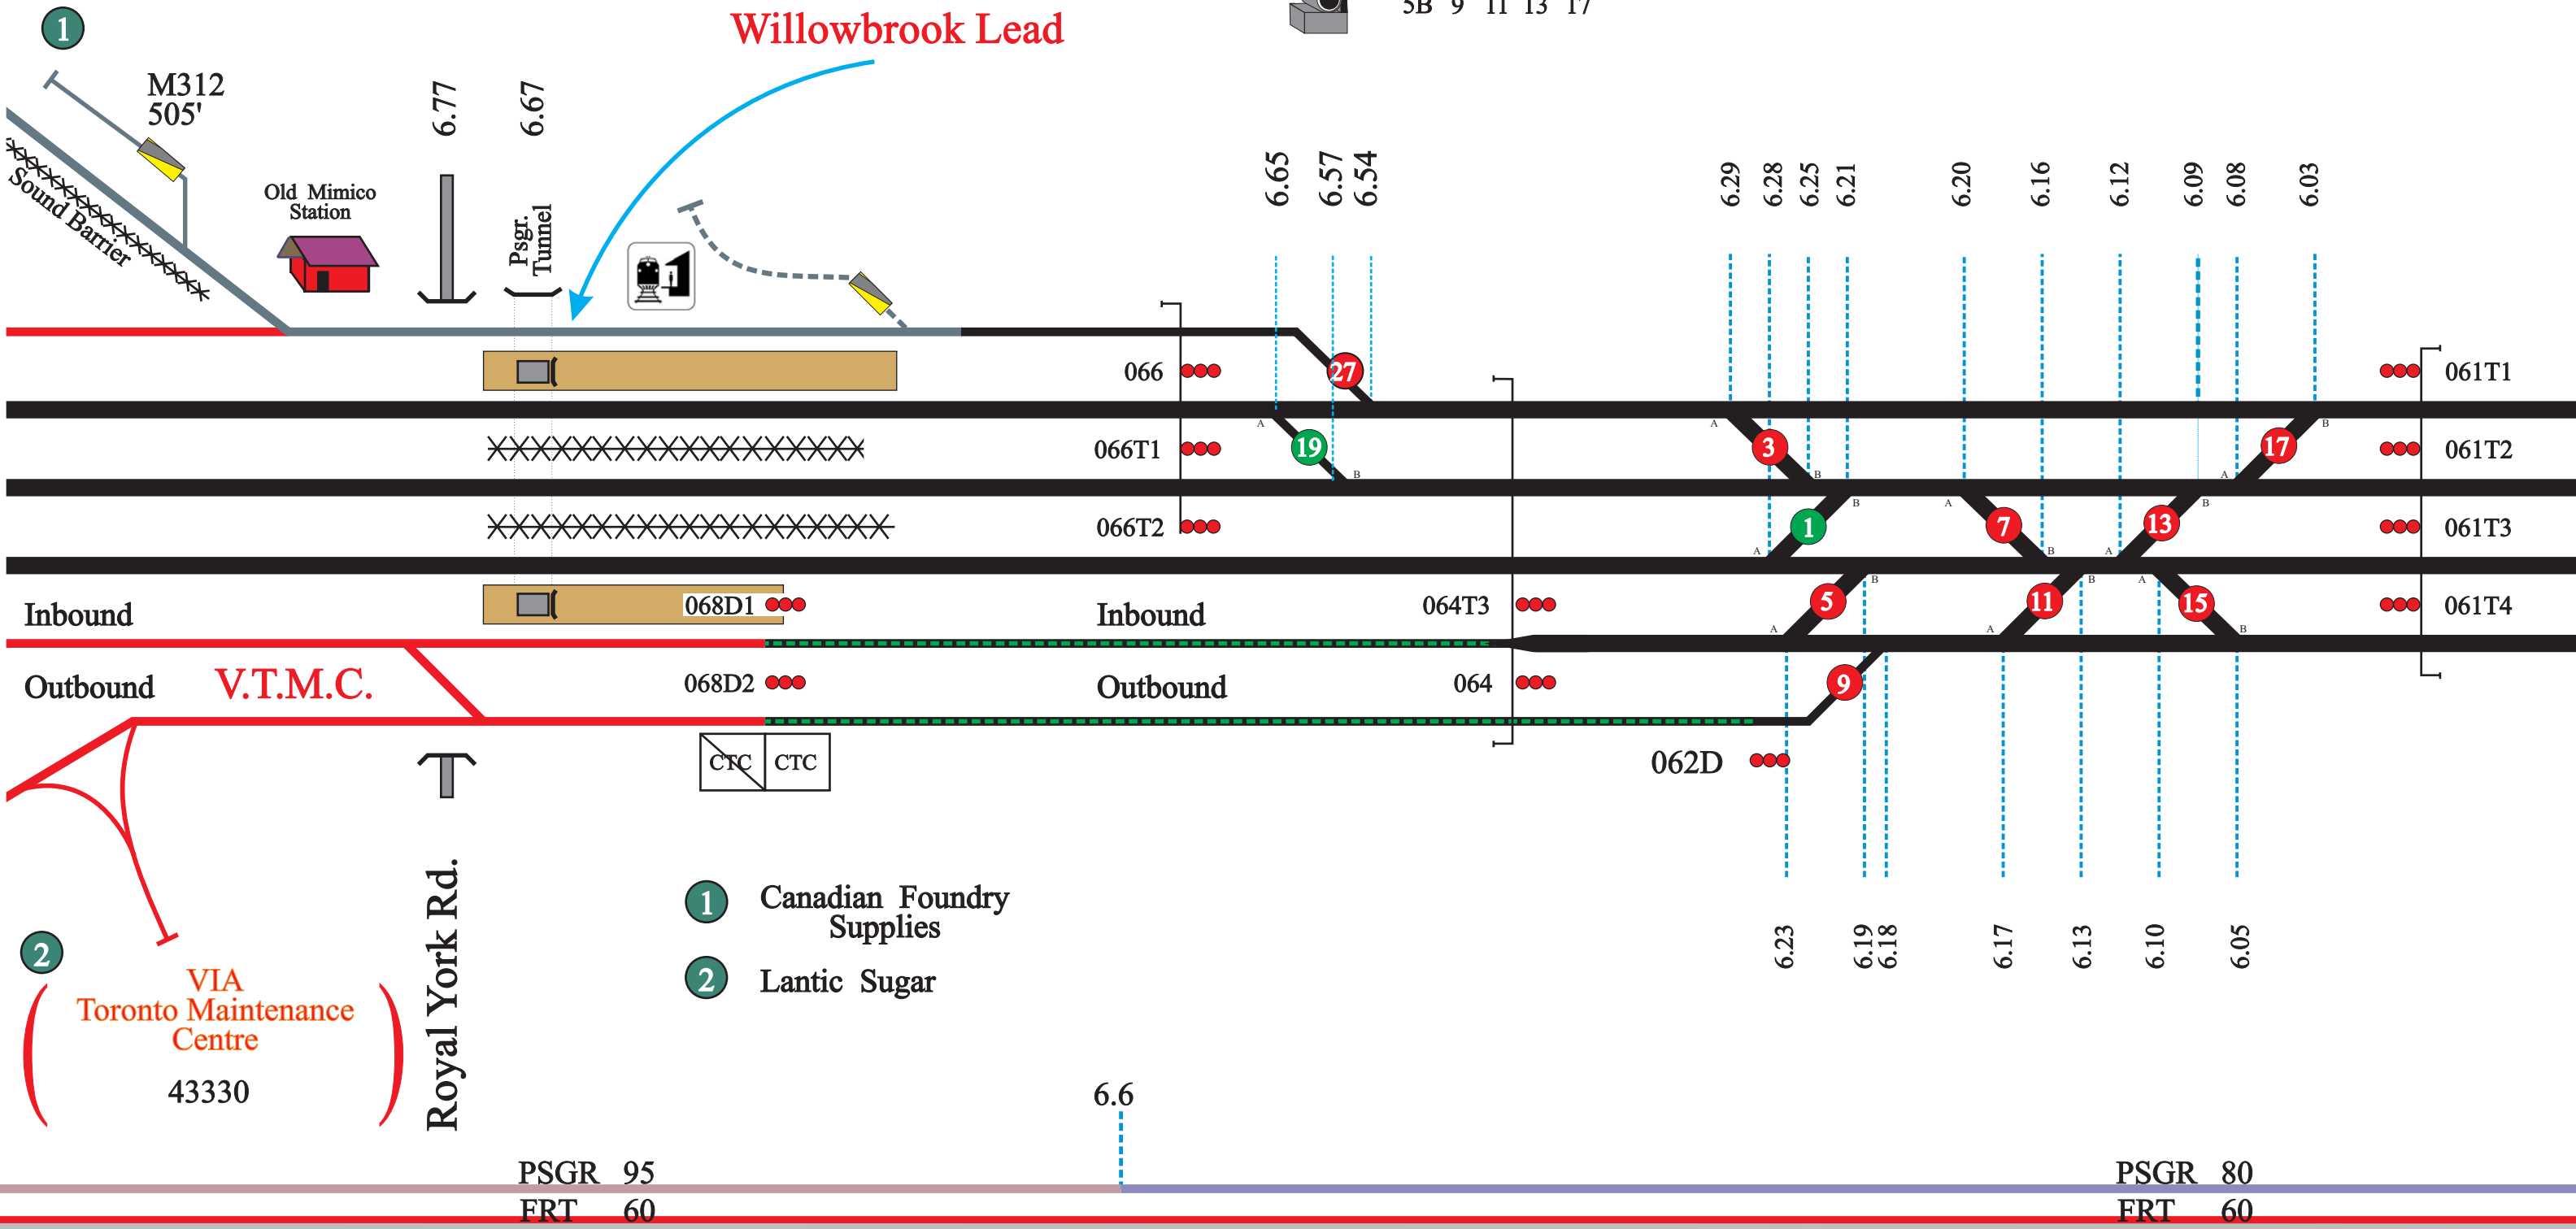 5B 9 11 13 17
1
Willowbrook Lead
M312
505'
6.77
6.67
Sound Barrier
Old Mimico
Station
Psgr.
Tunnel
6.65
6.57
6.54
6.29
6.28
6.25
6.21
6.20
6.16
6.12
6.09
6.08
6.03
066
27
061T1
A
A
B
066T1
19
3
17
061T2
B
B
A
B
A
B
066T2
1
7
13
061T3
A
B
A
B
B
A
Inbound
068D1
Inbound
064T3
5
11
15
061T4
A
A
B
Outbound
V.T.M.C.
068D2
Outbound
064
9
CTC
CTC
062D
Royal York Rd.
1
Canadian Foundry
Supplies
2
Lantic Sugar
6.23
6.19
6.18
6.17
6.13
6.10
6.05
2
VIA
Toronto Maintenance
Centre
43330
6.6
PSGR 95
PSGR 80
FRT 60
FRT 60